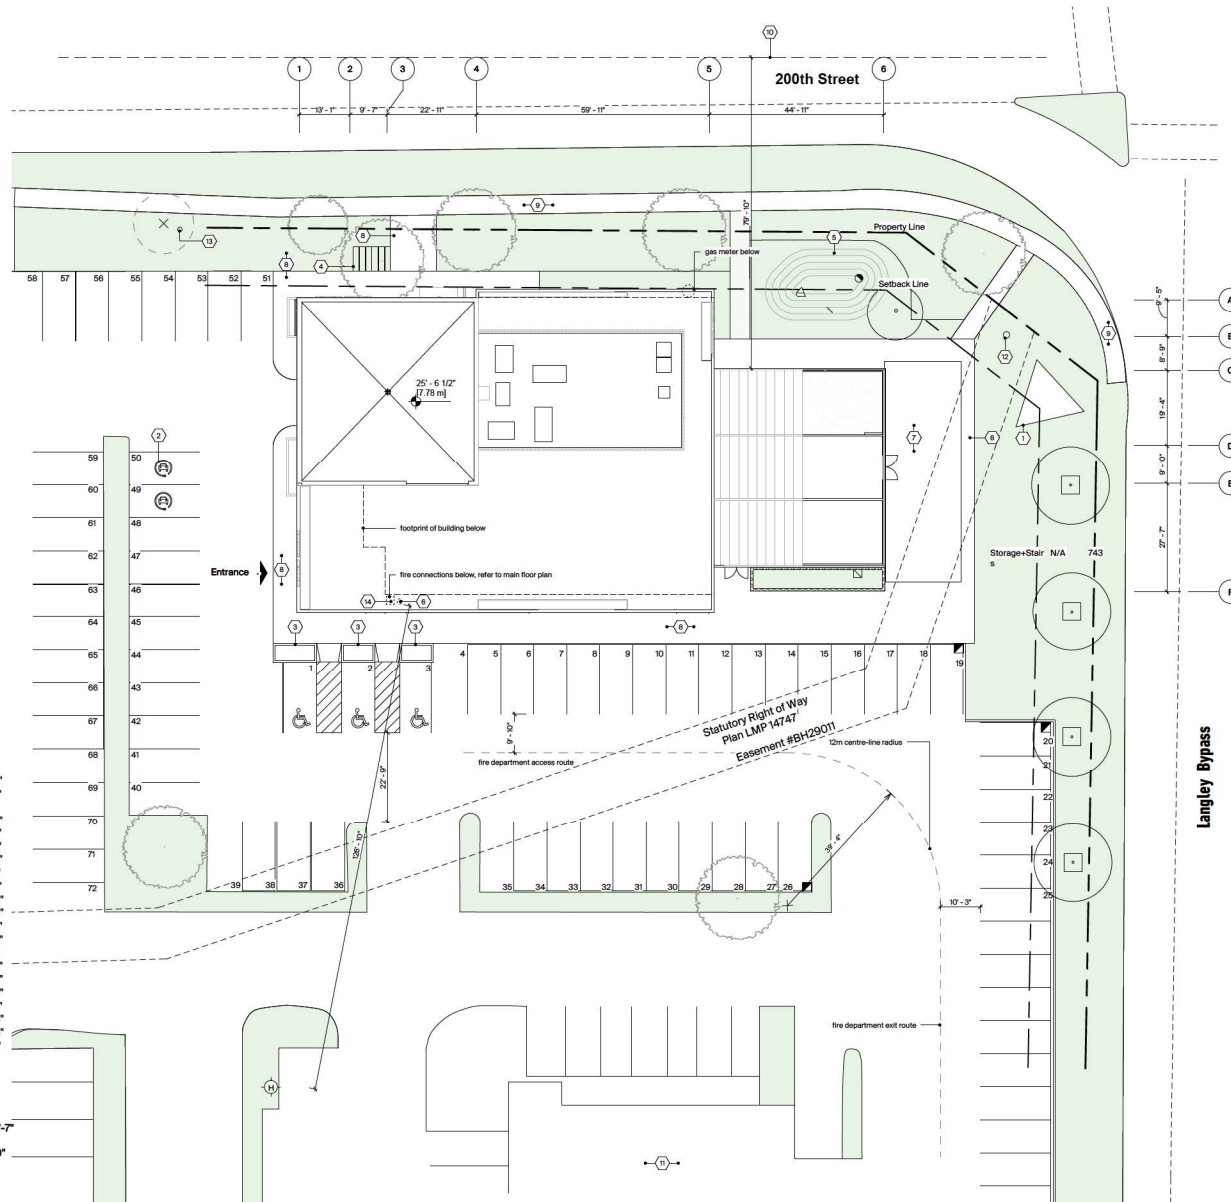 10
1 2 3 4 5 6
200th Street
13' - 1" 9' - 7" 22' - 11" 59' - 11" 44' - 11"
79' - 10"
9
8
13
5
Property Line
8
4
gas meter below
58 57 56 55 54 53 52 51
Setback Line
9' - 5"
A
9
B
12
8' - 9"
C
25' - 6 1/2"
[7.78 m]
19' - 4"
2
7
8
1
D
59 50
9' - 0"
60 49
E
61 48
footprint of building below
27' - 7"
62 47
Storage+Stair N/A 743
s
Entrance
8
fire connections below, refer to main floor plan
63 46
F
14 6
64 45
3 3 3
8
65 44
4 5 6 7 8 9 10 11 12 13 14 15 16 17 18
19
1 2 3
66 43
67 42
Statutory Right of Way
Plan LMP 14747
Easement #BH29011
9' - 10"
12m centre-line radius
20
68 41
fire department access route
21
22' - 9"
Langley Bypass
69 40
22
70
23
126' - 10"
39' - 4"
71
24
72
39 38 37 36
35 34 33 32 31 30 29 28 27 26
25
10' - 3"
fire department exit route
H
-7"
11